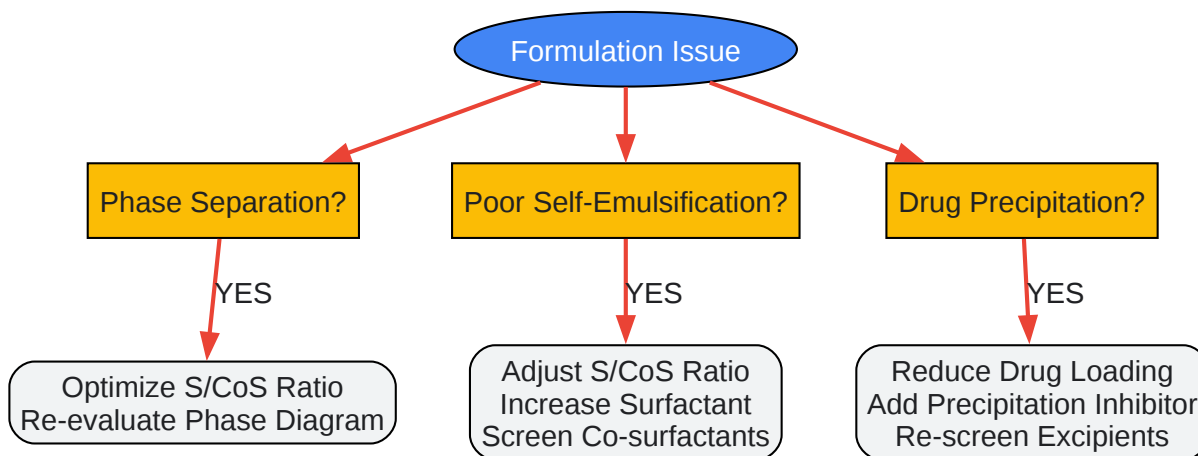 Formulation Issue
Phase Separation?
Poor Self-Emulsification?
Drug Precipitation?
YES
YES
YES
Optimize S/CoS Ratio
Re-evaluate Phase Diagram
Adjust S/CoS Ratio
Increase Surfactant
Screen Co-surfactants
Reduce Drug Loading
Add Precipitation Inhibitor
Re-screen Excipients